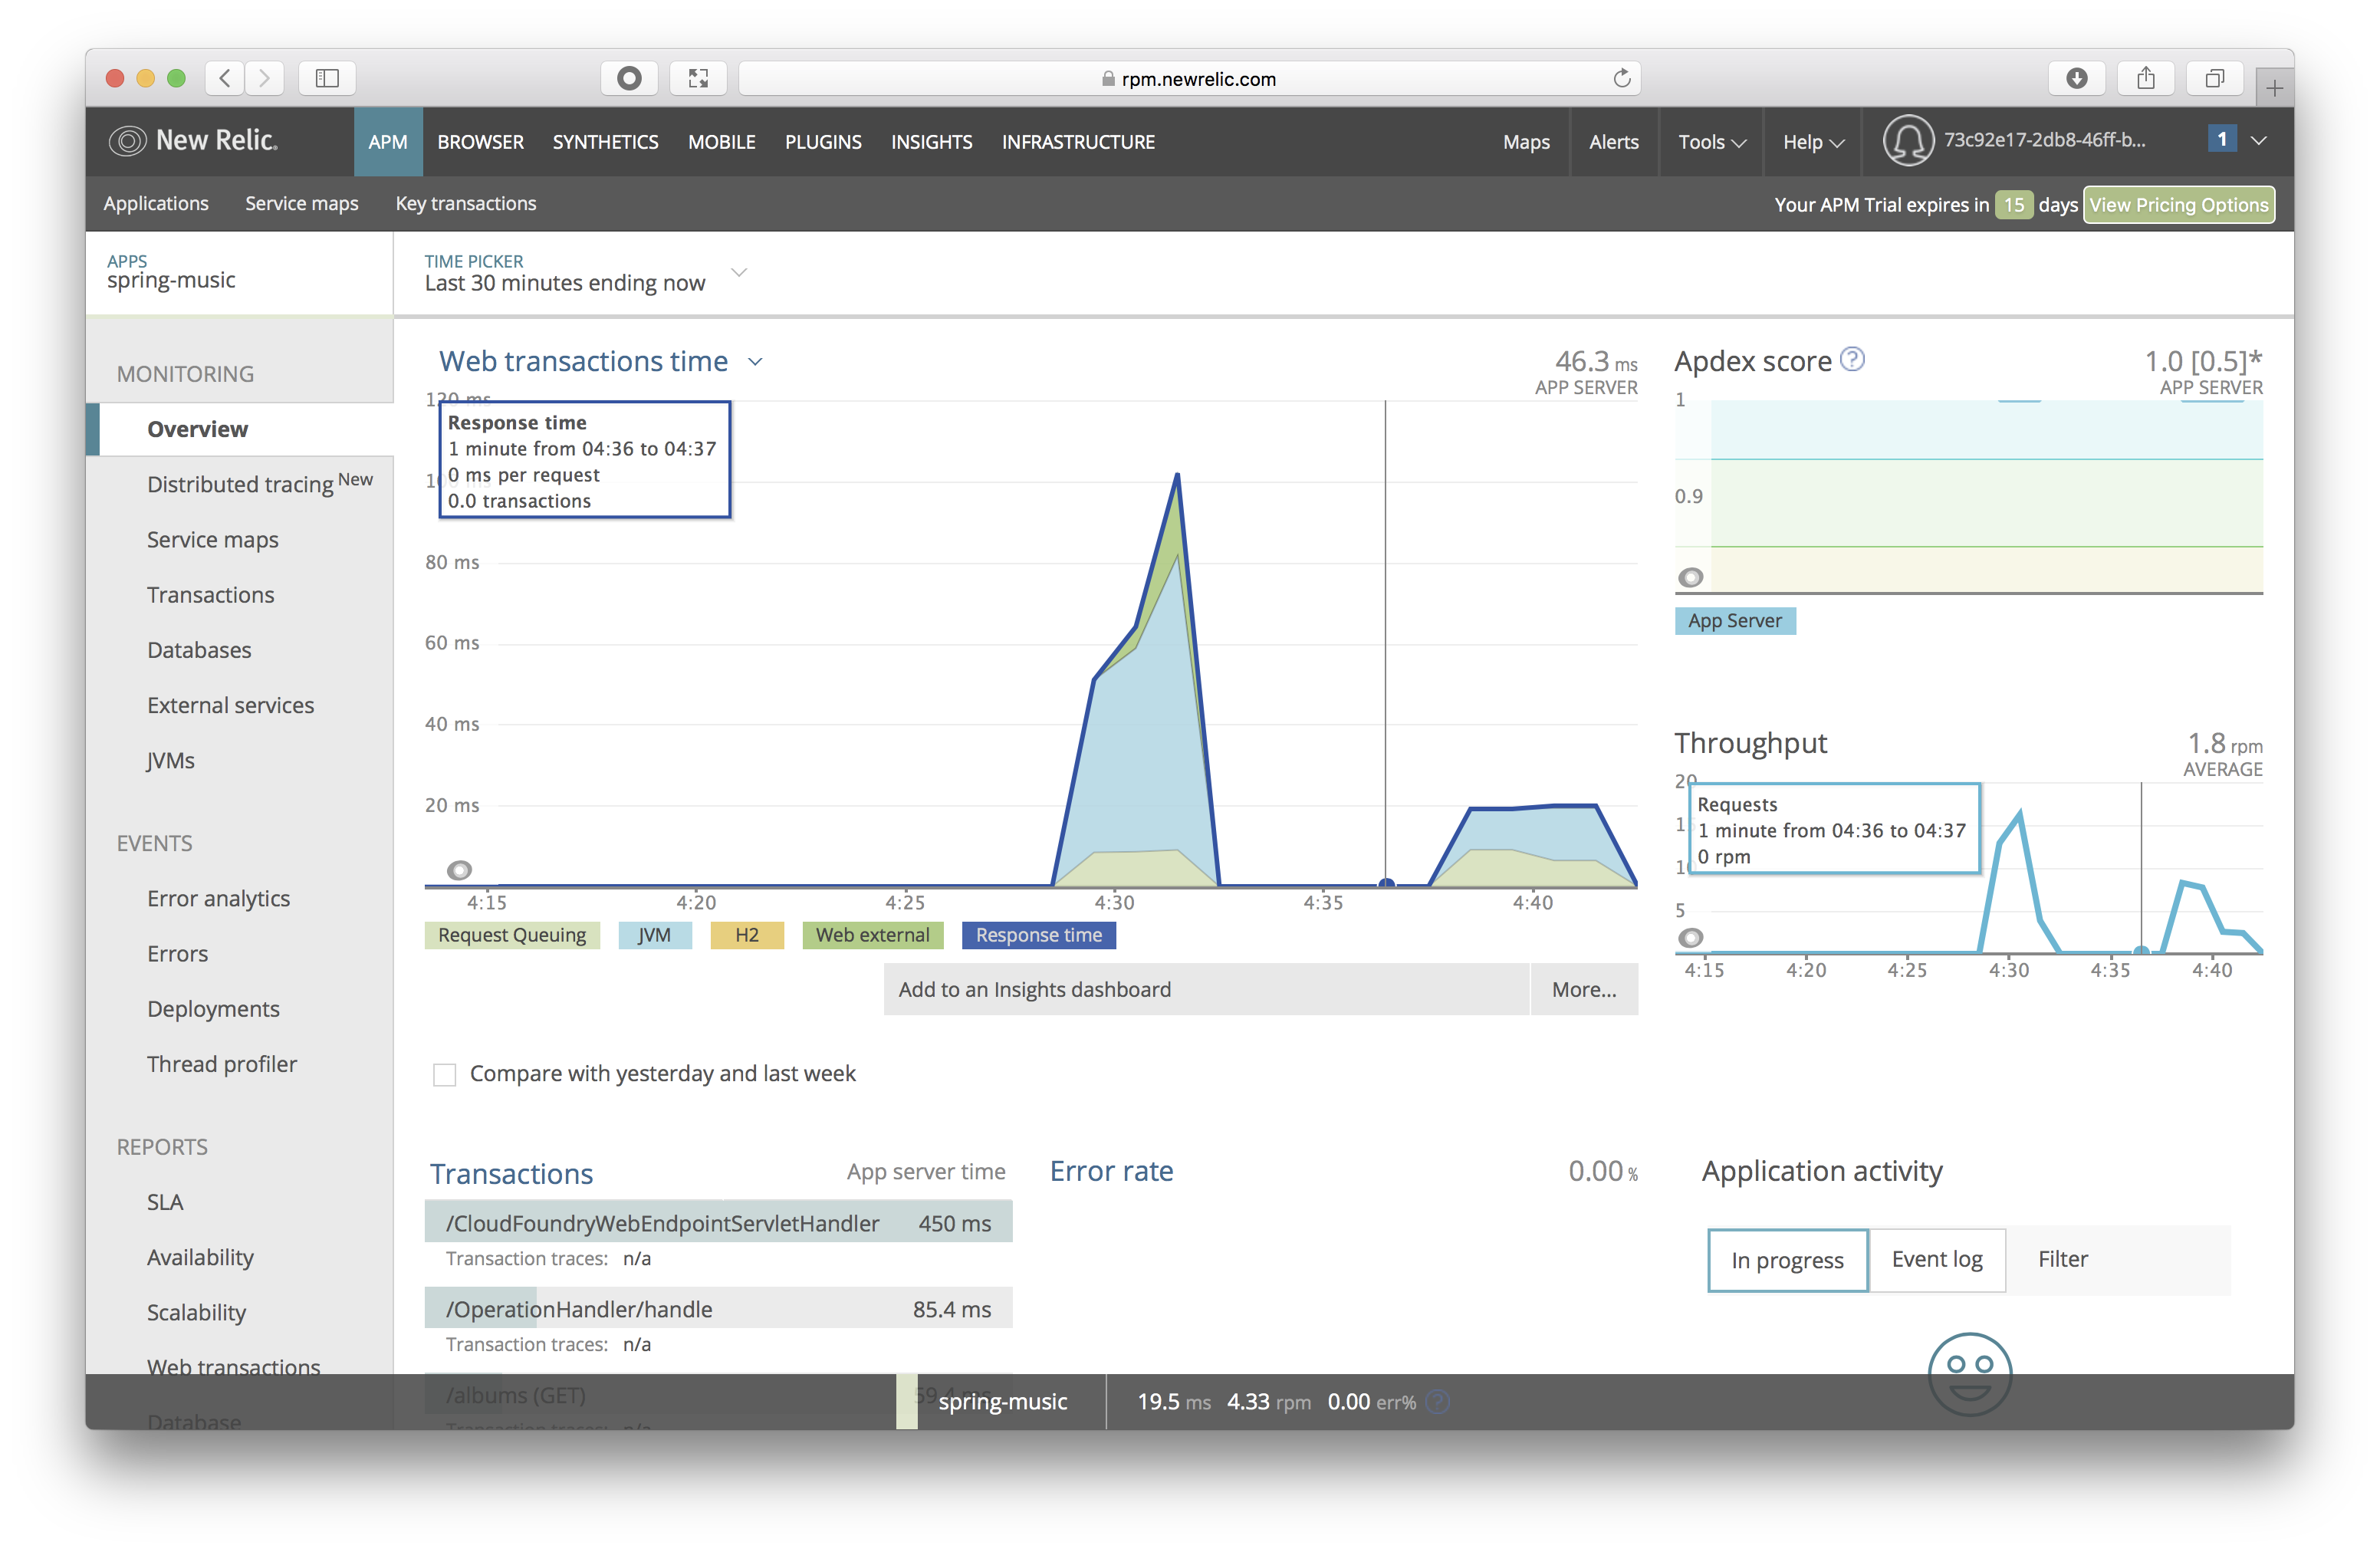 rpm.newrelic.com
New Relic.
APM BROWSER SYNTHETICS MOBILE PLUGINS INSIGHTS INFRASTRUCTURE Maps Alerts Tools Help 73c92e17-2db8-46ff-b... 1
Applications Service maps Key transactions Your APM Trial expires in 15 days View Pricing Options
APPS
spring-music
TIME PICKER
Last 30 minutes ending now
MONITORING
Overview
Distributed tracing New
Service maps
Transactions
Databases
External services
JVMs
EVENTS
Error analytics
Errors
Deployments
Thread profiler
REPORTS
SLA
Availability
Scalability
Web transactions
Database
Web transactions time
46.3 ms
APP SERVER
120 ms
Response time
1 minute from 04:36 to 04:37
0 ms per request
0.0 transactions
80 ms
60 ms
40 ms
20 ms
4:15 4:20 4:25 4:30 4:35 4:40
Request Queuing JVM H2 Web external Response time
Add to an Insights dashboard More...
Compare with yesterday and last week
Apdex score ?
1.0 [0.5]*
APP SERVER
1
0.9
App Server
Throughput
1.8 rpm
AVERAGE
20
Requests
1 minute from 04:36 to 04:37
0 rpm
5
4:15 4:20 4:25 4:30 4:35 4:40
Transactions App server time
/CloudFoundryWebEndpointServletHandler 450 ms
Transaction traces: n/a
/OperationHandler/handle 85.4 ms
Transaction traces: n/a
/albums (GET) 59.4 ms
Transaction traces: n/a
Error rate 0.00 %
Application activity
In progress Event log Filter
spring-music 19.5 ms 4.33 rpm 0.00 err% ?